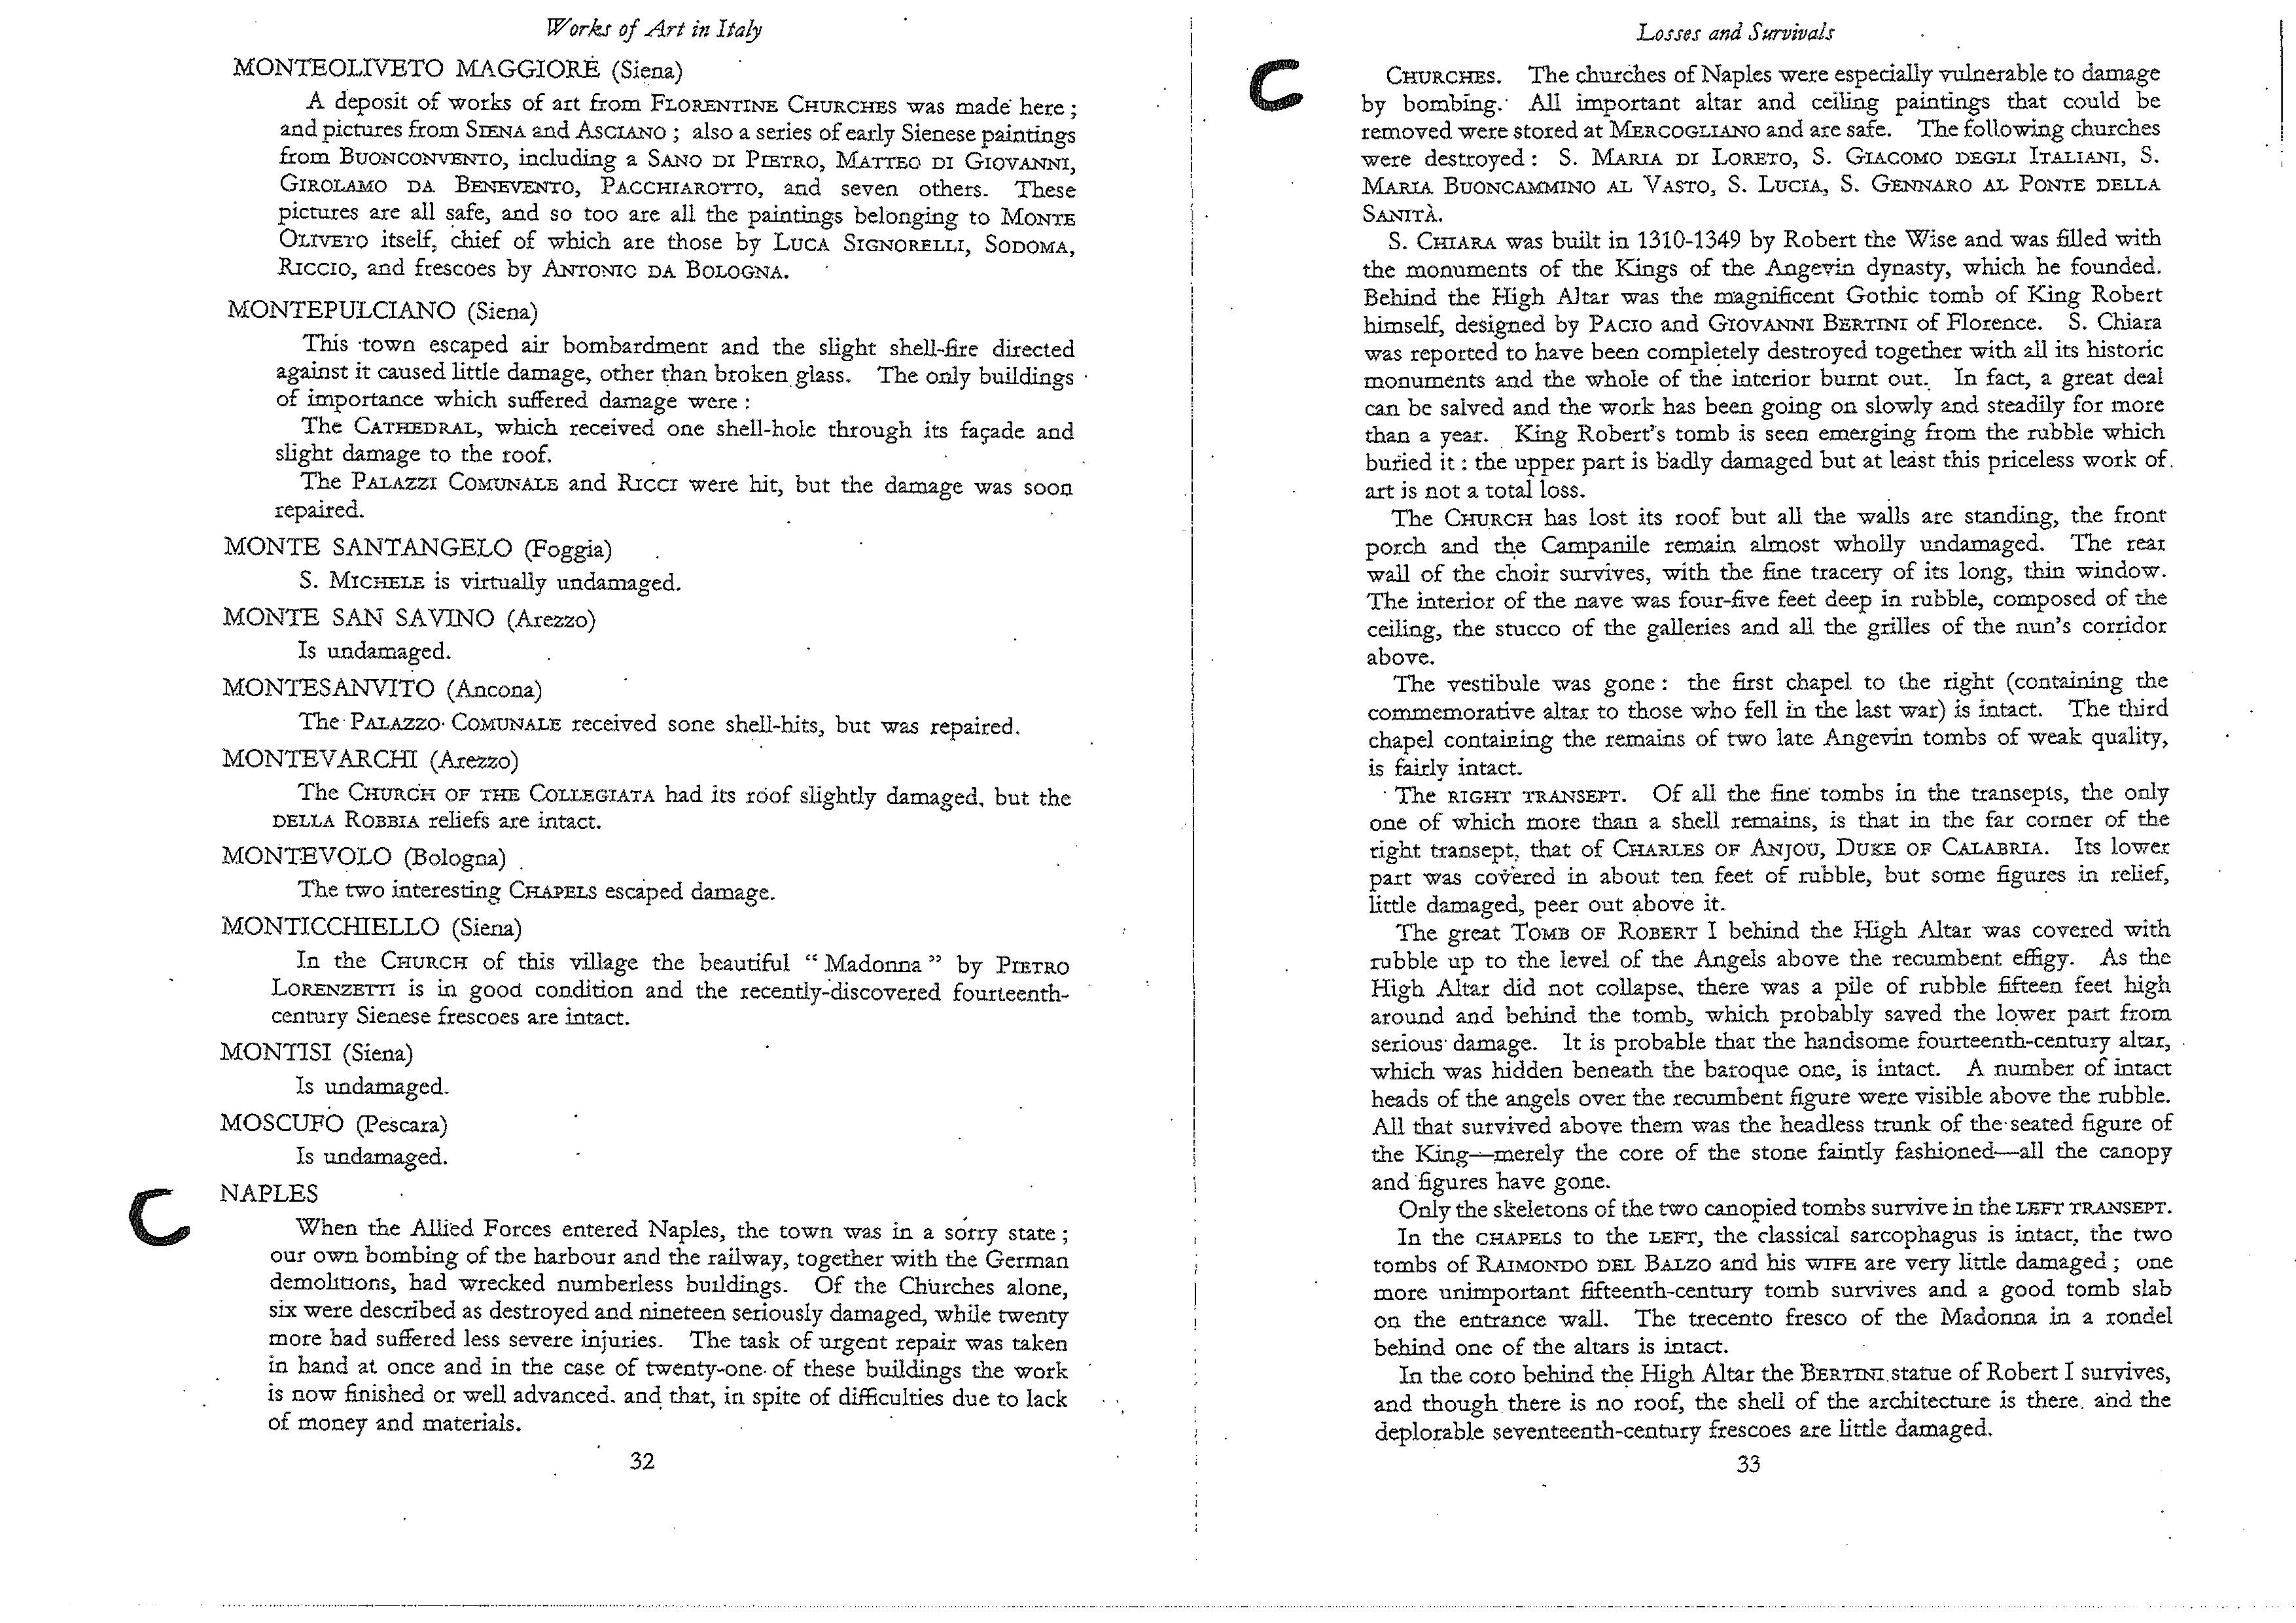 Works of Art in Italy
MONTEOLIVETO MAGGIORE (Siena)
A deposit of works of art from FLORENTINE CHURCHES was made here ;
and pictures from SIENA and ASCIANO ; also a series of early Sienese paintings
from BUONCONVENTO, including a SANO DI PIETRO, MATTEO DI GIOVANNI,
GIROLAMO DA BENEVENTO, PACCHIAROTTO, and seven others. These
pictures are all safe, and so too are all the paintings belonging to MONTE
OLIVETO itself, chief of which are those by LUCA SIGNORELLI, SODOMA,
RICCIO, and frescoes by ANTONIO DA BOLOGNA.
MONTEPULCIANO (Siena)
This town escaped air bombardment and the slight shell-fire directed
against it caused little damage, other than broken glass. The only buildings
of importance which suffered damage were :
The CATHEDRAL, which received one shell-hole through its façade and
slight damage to the roof.
The PALAZZI COMUNALE and RICCI were hit, but the damage was soon
repaired.
MONTE SANTANGELO (Foggia)
S. MICHELE is virtually undamaged.
MONTE SAN SAVINO (Arezzo)
Is undamaged.
MONTESANVITO (Ancona)
The PALAZZO COMUNALE received sone shell-hits, but was repaired.
MONTEVARCHI (Arezzo)
The CHURCH OF THE COLLEGIATA had its roof slightly damaged, but the
DELLA ROBBIA reliefs are intact.
MONTEVOLO (Bologna)
The two interesting CHAPELS escaped damage.
MONTICCHIELLO (Siena)
In the CHURCH of this village the beautiful " Madonna " by PIETRO
LORENZETTI is in good condition and the recently-discovered fourteenth-
century Sienese frescoes are intact.
MONTISI (Siena)
Is undamaged.
MOSCUFO (Pescara)
Is undamaged.
C NAPLES
When the Allied Forces entered Naples, the town was in a sorry state ;
our own bombing of the harbour and the railway, together with the German
demolitions, had wrecked numberless buildings. Of the Churches alone,
six were described as destroyed and nineteen seriously damaged, while twenty
more had suffered less severe injuries. The task of urgent repair was taken
in hand at once and in the case of twenty-one of these buildings the work
is now finished or well advanced. and that, in spite of difficulties due to lack
of money and materials.
32
Losses and Survivals
C CHURCHES. The churches of Naples were especially vulnerable to damage
by bombing. All important altar and ceiling paintings that could be
removed were stored at MERCOGLIANO and are safe. The following churches
were destroyed : S. MARIA DI LORETO, S. GIACOMO DEGLI ITALIANI, S.
MARIA BUONCAMMINO AL VASTO, S. LUCIA, S. GENNARO AL PONTE DELLA
SANITÀ.
S. CHIARA was built in 1310-1349 by Robert the Wise and was filled with
the monuments of the Kings of the Angevin dynasty, which he founded.
Behind the High Altar was the magnificent Gothic tomb of King Robert
himself, designed by PACIO and GIOVANNI BERTINI of Florence. S. Chiara
was reported to have been completely destroyed together with all its historic
monuments and the whole of the interior burnt out. In fact, a great deal
can be salved and the work has been going on slowly and steadily for more
than a year. King Robert's tomb is seen emerging from the rubble which
buried it : the upper part is badly damaged but at least this priceless work of
art is not a total loss.
The CHURCH has lost its roof but all the walls are standing, the front
porch and the Campanile remain almost wholly undamaged. The rear
wall of the choir survives, with the fine tracery of its long, thin window.
The interior of the nave was four-five feet deep in rubble, composed of the
ceiling, the stucco of the galleries and all the grilles of the nun's corridor
above.
The vestibule was gone : the first chapel to the right (containing the
commemorative altar to those who fell in the last war) is intact. The third
chapel containing the remains of two late Angevin tombs of weak quality,
is fairly intact.
The RIGHT TRANSEPT. Of all the fine tombs in the transepts, the only
one of which more than a shell remains, is that in the far corner of the
right transept, that of CHARLES OF ANJOU, DUKE OF CALABRIA. Its lower
part was covered in about ten feet of rubble, but some figures in relief,
little damaged, peer out above it.
The great TOMB OF ROBERT I behind the High Altar was covered with
rubble up to the level of the Angels above the recumbent effigy. As the
High Altar did not collapse, there was a pile of rubble fifteen feet high
around and behind the tomb, which probably saved the lower part from
serious damage. It is probable that the handsome fourteenth-century altar,
which was hidden beneath the baroque one, is intact. A number of intact
heads of the angels over the recumbent figure were visible above the rubble.
All that survived above them was the headless trunk of the seated figure of
the King—merely the core of the stone faintly fashioned—all the canopy
and figures have gone.
Only the skeletons of the two canopied tombs survive in the LEFT TRANSEPT.
In the CHAPELS to the LEFT, the classical sarcophagus is intact, the two
tombs of RAIMONDO DEL BALZO and his WIFE are very little damaged ; one
more unimportant fifteenth-century tomb survives and a good tomb slab
on the entrance wall. The trecento fresco of the Madonna in a rondel
behind one of the altars is intact.
In the coro behind the High Altar the BERTINI statue of Robert I survives,
and though there is no roof, the shell of the architecture is there. and the
deplorable seventeenth-century frescoes are little damaged.
33